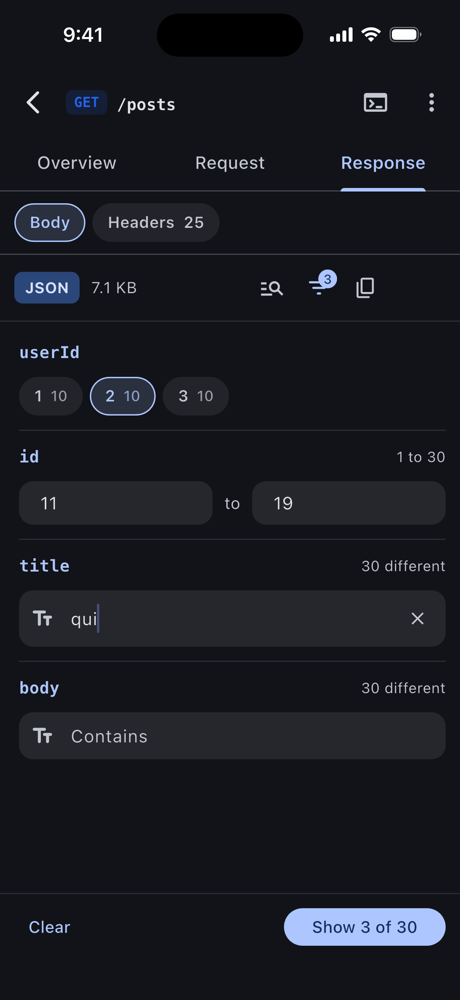 9:41
GET /posts
Overview Request Response
Body Headers 25
JSON 7.1 KB 3
userId
1 10 2 10 3 10
id 1 to 30
11 to 19
title 30 different
Tт qui
body 30 different
Tт Contains
Clear Show 3 of 30